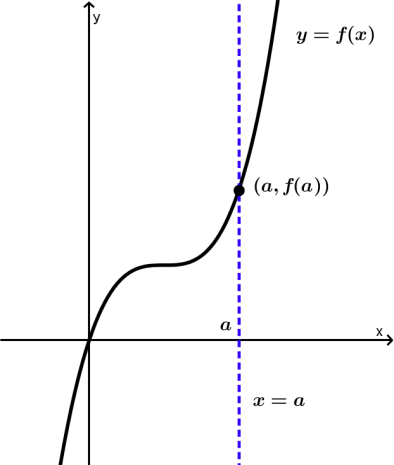 y
y = f(x)
(a, f(a))
a
x
x = a